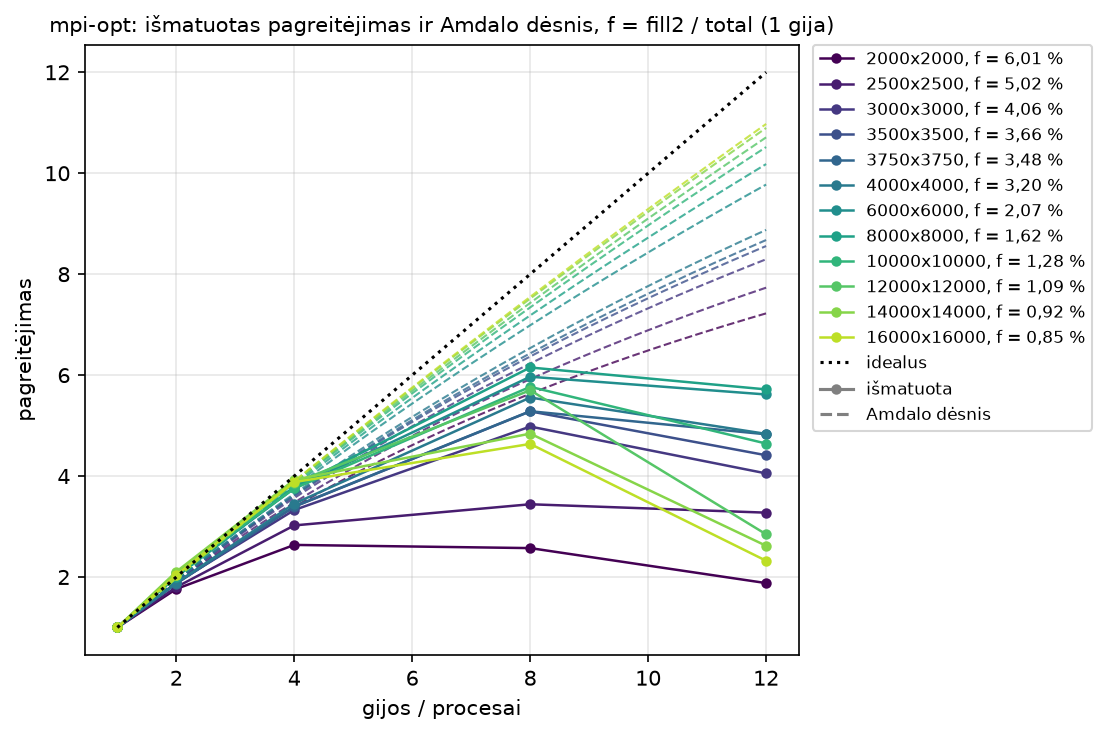 mpi-opt: išmatuotas pagreitėjimas ir Amdalo dėsnis, f = fill2 / total (1 gija)
pagreitėjimas
12
10
8
6
4
2
2
4
6
8
10
12
gijos / procesai
2000x2000, f = 6,01 %
2500x2500, f = 5,02 %
3000x3000, f = 4,06 %
3500x3500, f = 3,66 %
3750x3750, f = 3,48 %
4000x4000, f = 3,20 %
6000x6000, f = 2,07 %
8000x8000, f = 1,62 %
10000x10000, f = 1,28 %
12000x12000, f = 1,09 %
14000x14000, f = 0,92 %
16000x16000, f = 0,85 %
idealus
išmatuota
Amdalo dėsnis